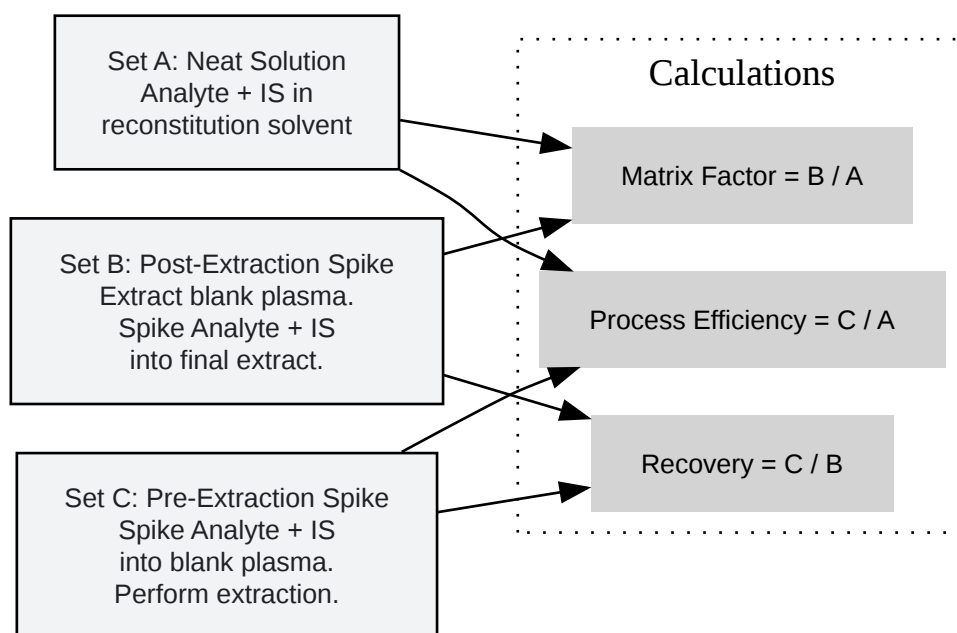 Set A: Neat Solution
Analyte + IS in
reconstitution solvent
Set B: Post-Extraction Spike
Extract blank plasma.
Spike Analyte + IS
into final extract.
Set C: Pre-Extraction Spike
Spike Analyte + IS
into blank plasma.
Perform extraction.
Calculations
Matrix Factor = B / A
Process Efficiency = C / A
Recovery = C / B